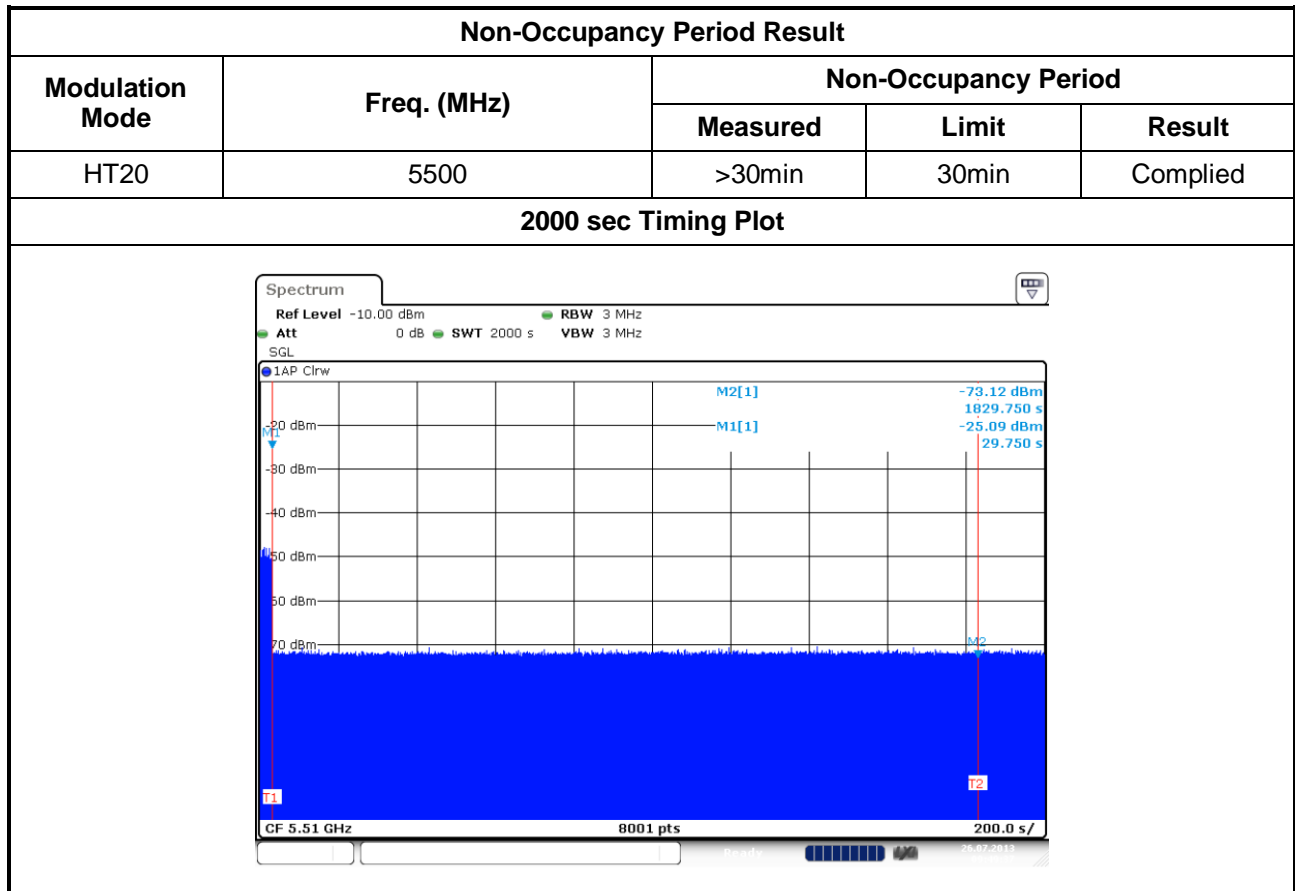 Non-Occupancy Period Result
Modulation Mode
Freq. (MHz)
Non-Occupancy Period
Measured
Limit
Result
HT20
5500
>30min
30min
Complied
2000 sec Timing Plot
Spectrum
Ref Level -10.00 dBm RBW 3 MHz
Att 0 dB SWT 2000 s VBW 3 MHz
SGL
1AP Clrw
M2[1] -73.12 dBm
1829.750 s
M1[1] -25.09 dBm
29.750 s
M1
-20 dBm
-30 dBm
-40 dBm
-50 dBm
-60 dBm
-70 dBm
M2
T1
T2
CF 5.51 GHz 8001 pts 200.0 s/
Ready
26.07.2013